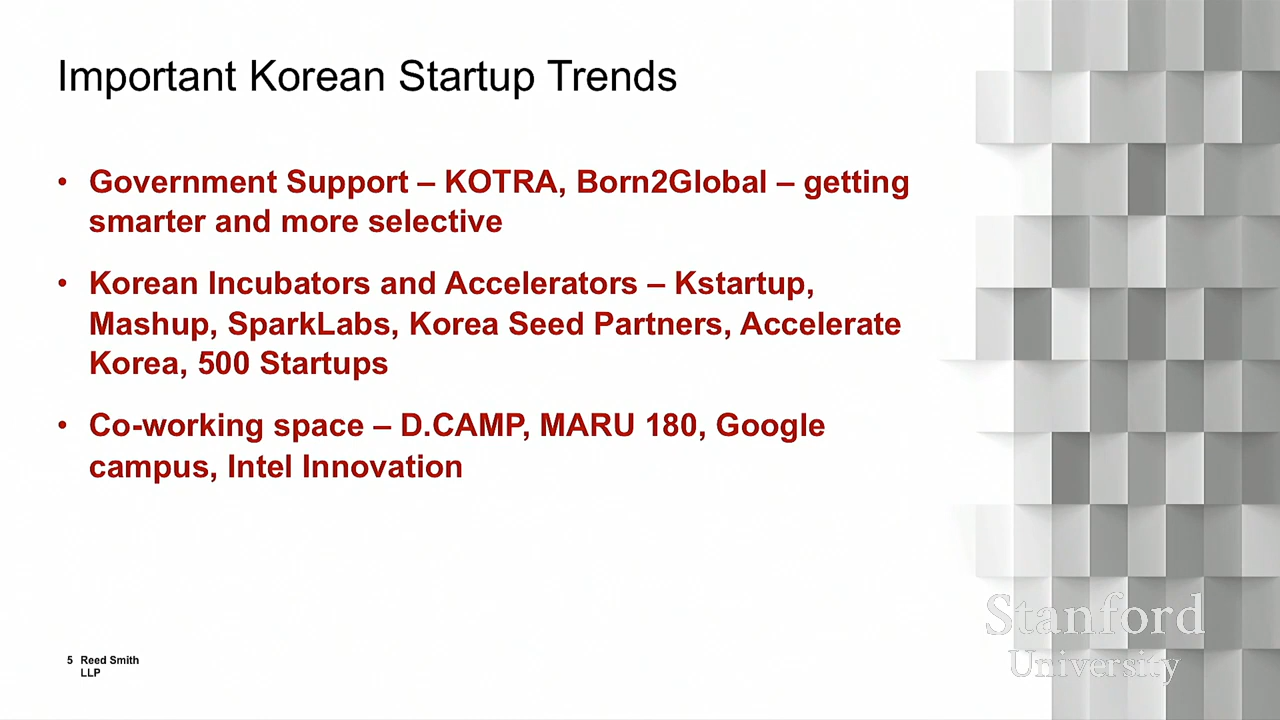 Important Korean Startup Trends
• Government Support – KOTRA, Born2Global – getting
smarter and more selective
• Korean Incubators and Accelerators – Kstartup,
Mashup, SparkLabs, Korea Seed Partners, Accelerate
Korea, 500 Startups
• Co-working space – D.CAMP, MARU 180, Google
campus, Intel Innovation
5 Reed Smith
LLP
Stanford
University